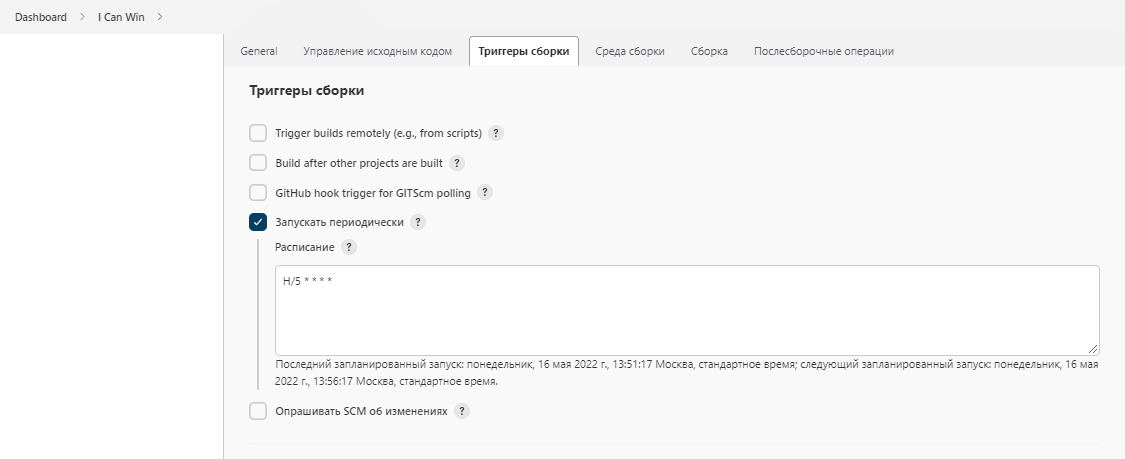 Dashboard > I Can Win >
General Управление исходным кодом Триггеры сборки Среда сборки Сборка Послесборочные операции
Триггеры сборки
Trigger builds remotely (e.g., from scripts) ?
Build after other projects are built ?
GitHub hook trigger for GITScm polling ?
Запускать периодически ?
Расписание ?
H/5 * * * *
Последний запланированный запуск: понедельник, 16 мая 2022 г., 13:51:17 Москва, стандартное время; следующий запланированный запуск: понедельник, 16 мая
2022 г., 13:56:17 Москва, стандартное время.
Опрашивать SCM об изменениях ?